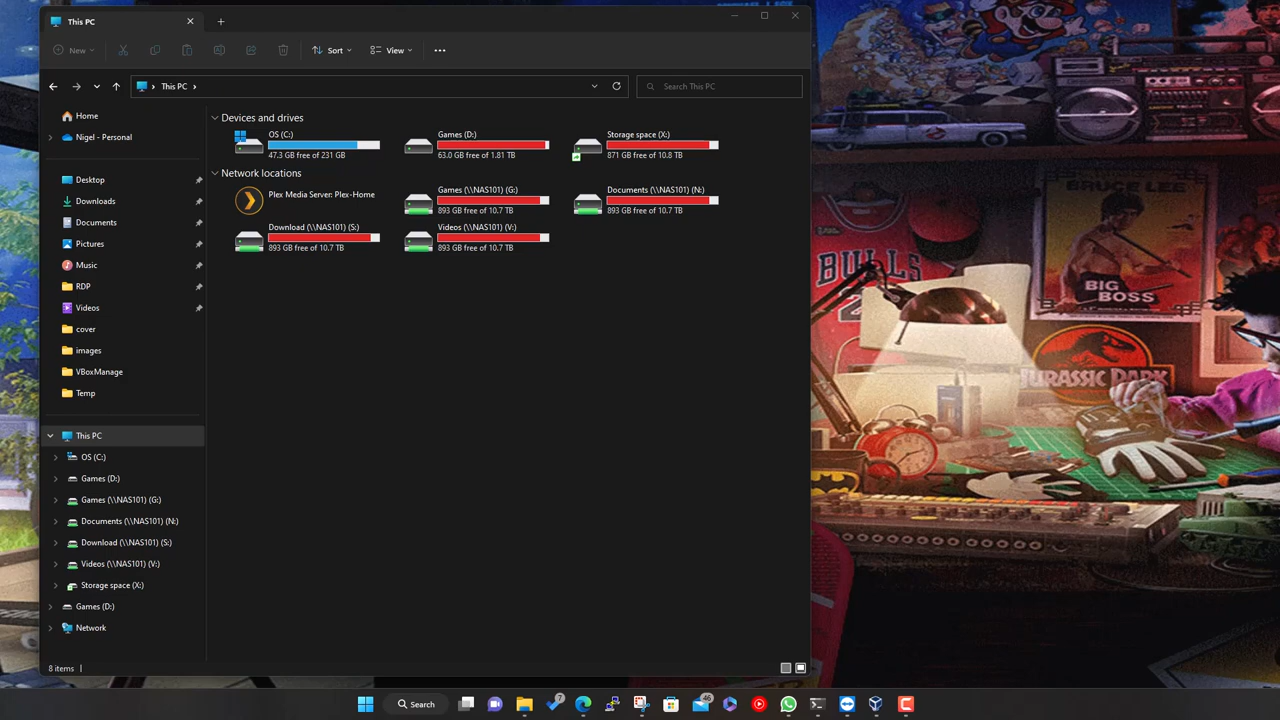 This PC
New
Sort
View
This PC
Search This PC
Home
Nigel - Personal
Desktop
Downloads
Documents
Pictures
Music
RDP
Videos
cover
images
VBoxManage
Temp
This PC
OS (C:)
Games (D:)
Games (\\NAS101) (G:)
Documents (\\NAS101) (N:)
Download (\\NAS101) (S:)
Videos (\\NAS101) (V:)
Storage space (X:)
Games (D:)
Network
Devices and drives
OS (C:)
47.3 GB free of 231 GB
Games (D:)
63.0 GB free of 1.81 TB
Storage space (X:)
871 GB free of 10.8 TB
Network locations
Plex Media Server: Plex-Home
Games (\\NAS101) (G:)
893 GB free of 10.7 TB
Documents (\\NAS101) (N:)
893 GB free of 10.7 TB
Download (\\NAS101) (S:)
893 GB free of 10.7 TB
Videos (\\NAS101) (V:)
893 GB free of 10.7 TB
8 items
BRUCE LEE
BIG
BOSS
BULLS
2
JURASSIC PARK
Search
7
46